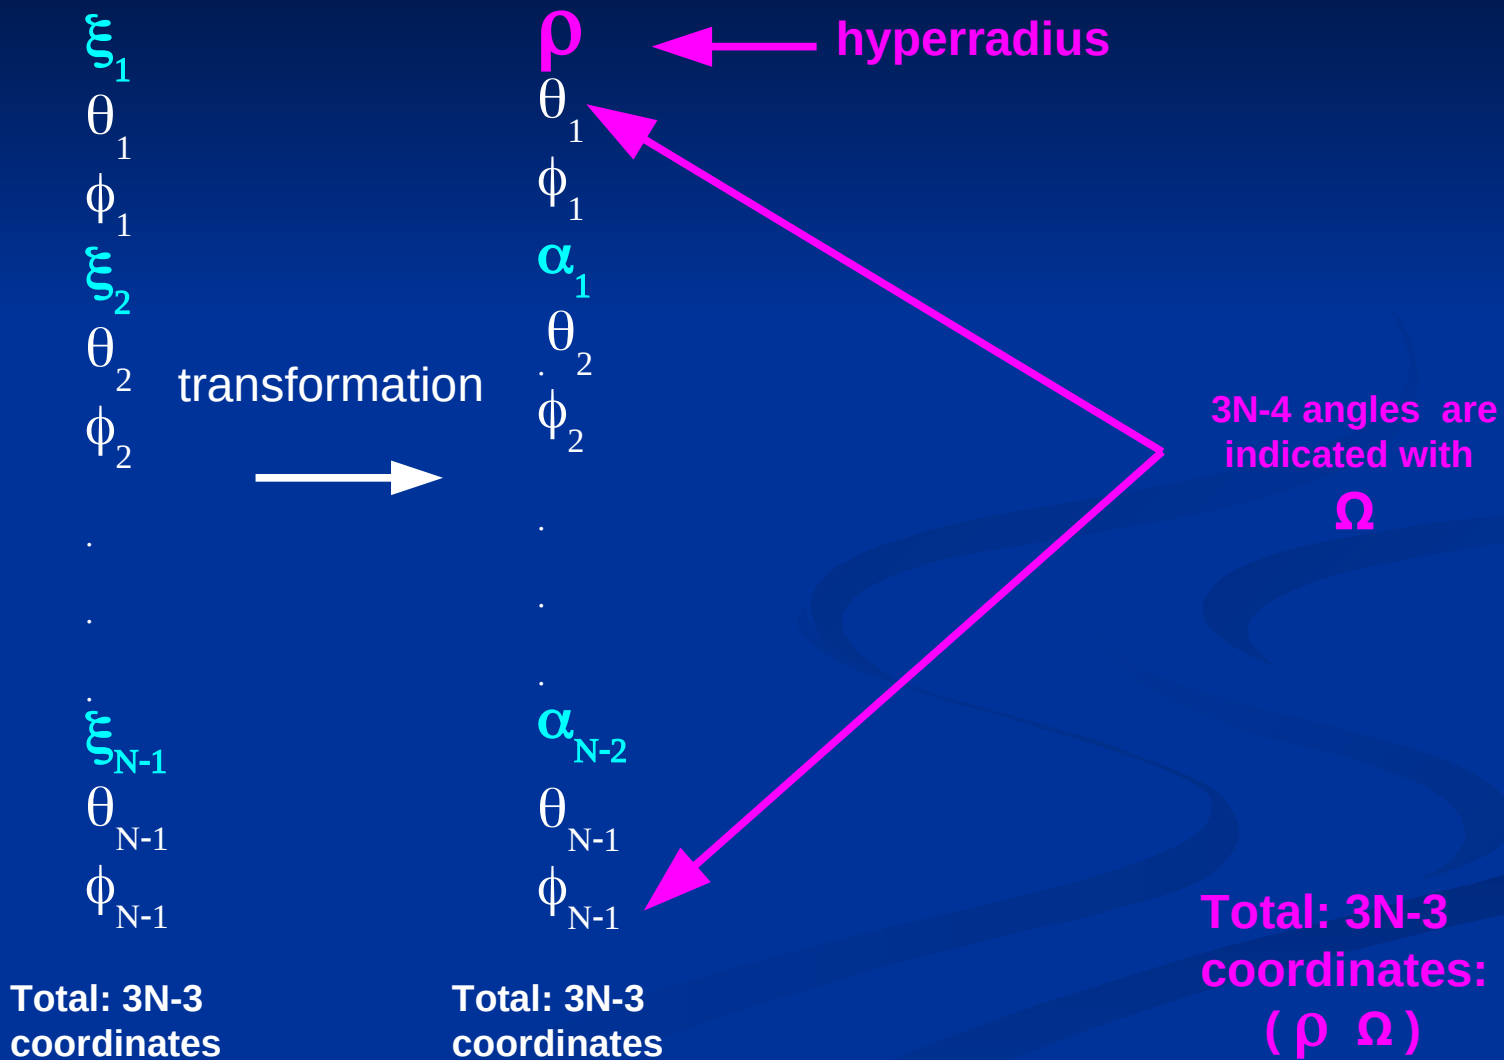 ξ1
θ1
ϕ1
ξ2
θ2
ϕ2
.
.
.
ξN-1
θN-1
ϕN-1
Total: 3N-3
coordinates
transformation
ρ
θ1
ϕ1
α1
θ2
.
ϕ2
.
.
.
αN-2
θN-1
ϕN-1
Total: 3N-3
coordinates
hyperradius
3N-4 angles are
indicated with
Ω
Total: 3N-3
coordinates:
( ρ Ω )